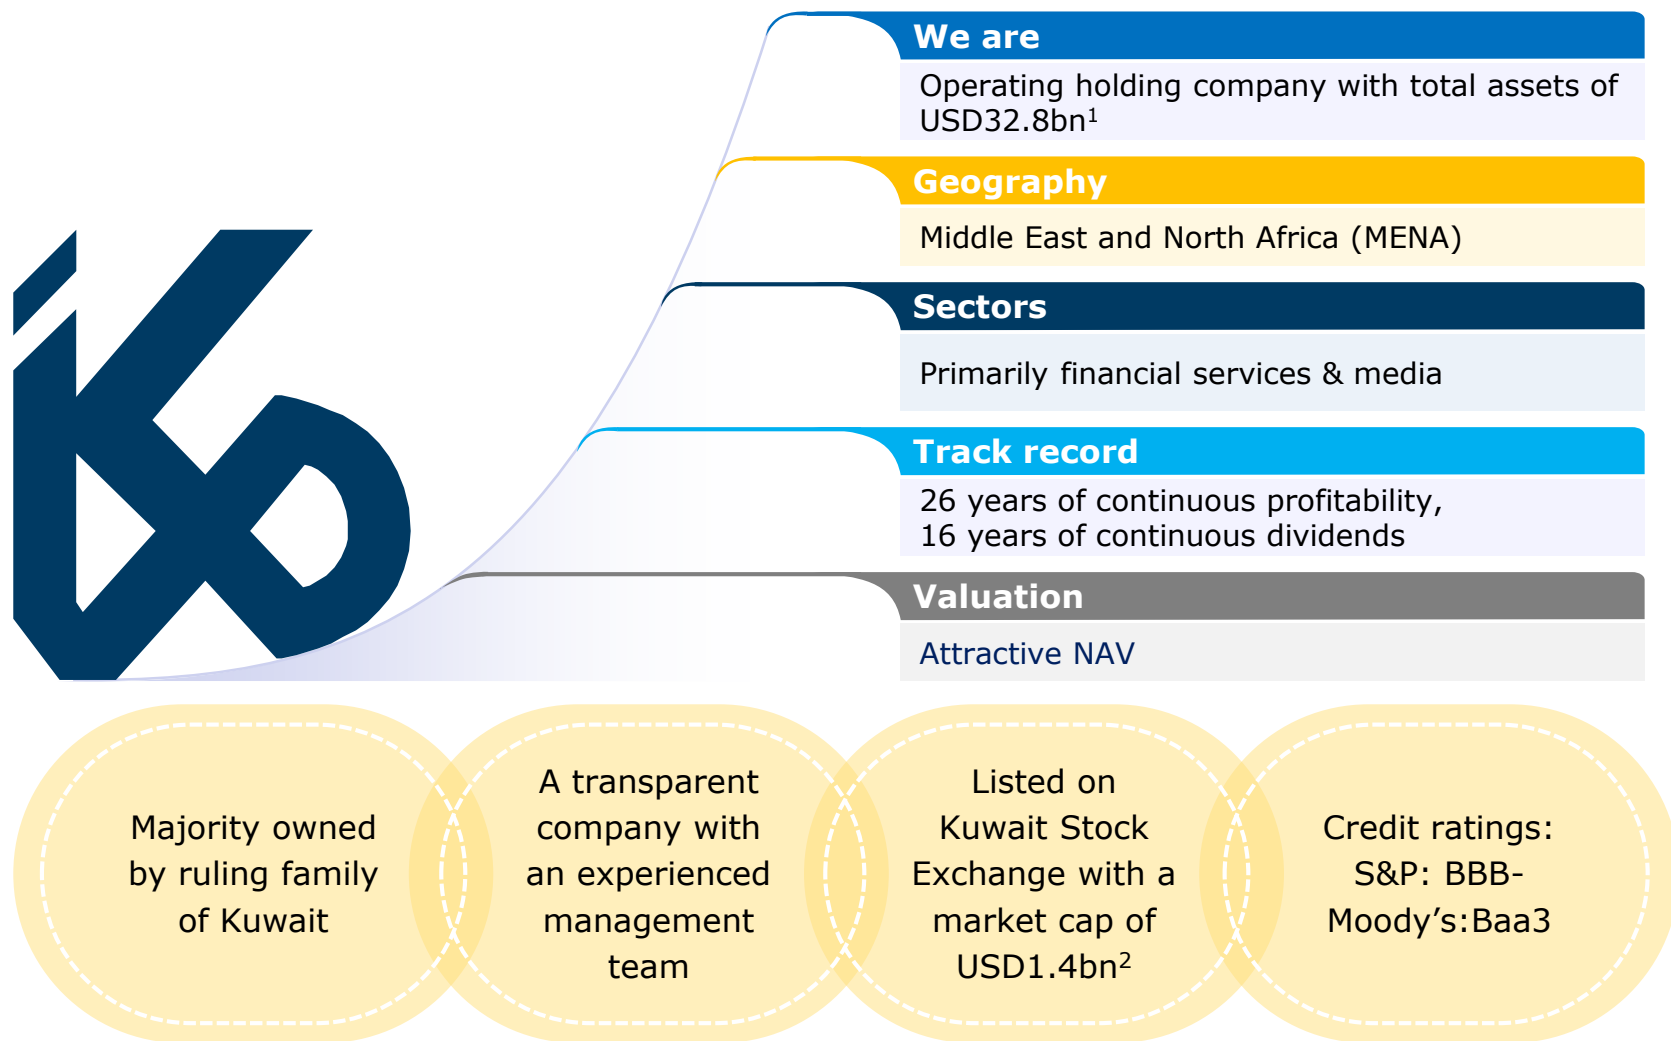 We are
Operating holding company with total assets of
USD32.8bn¹
Geography
Middle East and North Africa (MENA)
Sectors
Primarily financial services & media
Track record
26 years of continuous profitability,
16 years of continuous dividends
Valuation
Attractive NAV
Majority owned
by ruling family
of Kuwait
A transparent
company with
an experienced
management
team
Listed on
Kuwait Stock
Exchange with a
market cap of
USD1.4bn²
Credit ratings:
S&P: BBB-
Moody’s:Baa3